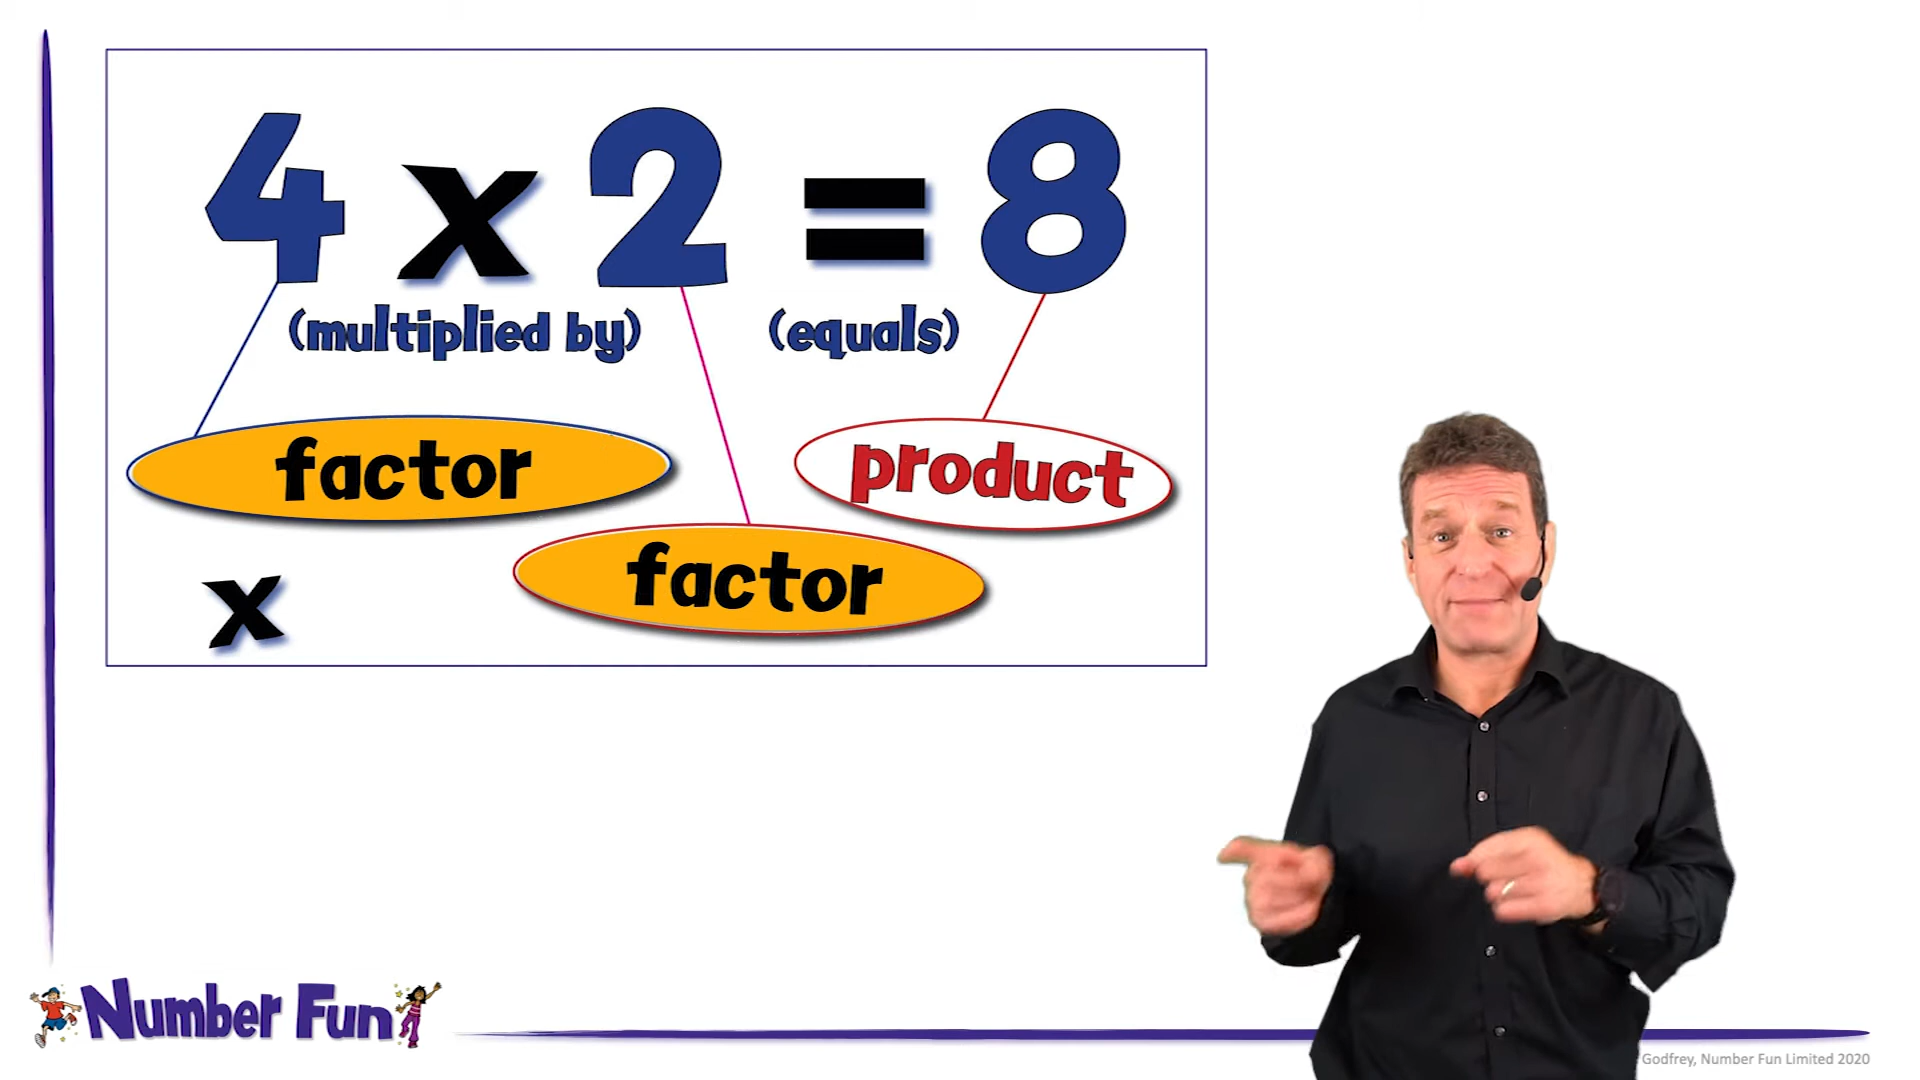 4 x 2 = 8
(multiplied by) (equals)
factor
product
factor
x
Number Fun
Godfrey, Number Fun Limited 2020